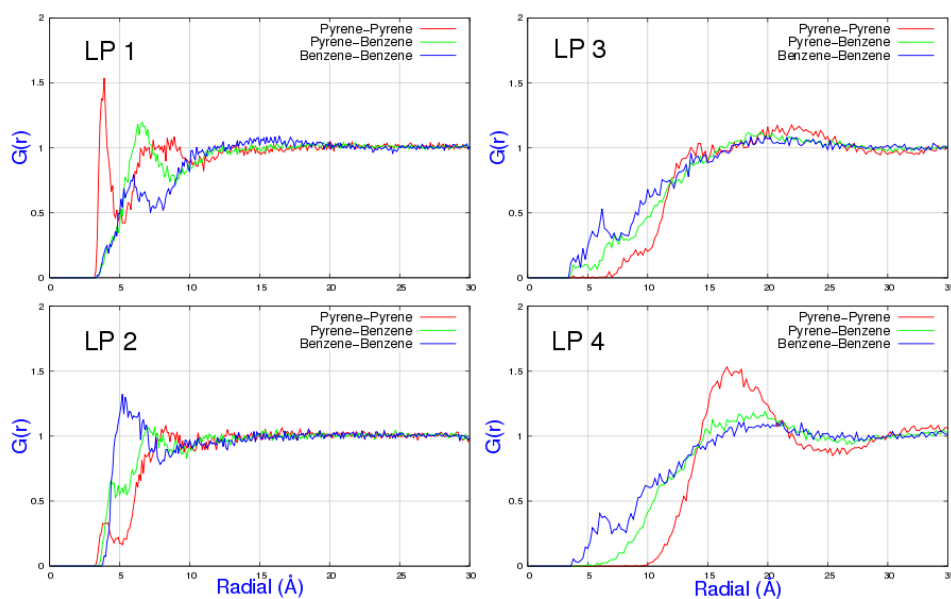 LP 1
Pyrene-Pyrene
Pyrene-Benzene
Benzene-Benzene
G(r)
2
1.5
1
0.5
0
0 5 10 15 20 25 30
LP 3
Pyrene-Pyrene
Pyrene-Benzene
Benzene-Benzene
G(r)
2
1.5
1
0.5
0
0 5 10 15 20 25 30 35
LP 2
Pyrene-Pyrene
Pyrene-Benzene
Benzene-Benzene
G(r)
2
1.5
1
0.5
0
0 5 10 15 20 25 30
Radial (Å)
LP 4
Pyrene-Pyrene
Pyrene-Benzene
Benzene-Benzene
G(r)
2
1.5
1
0.5
0
0 5 10 15 20 25 30 35
Radial (Å)